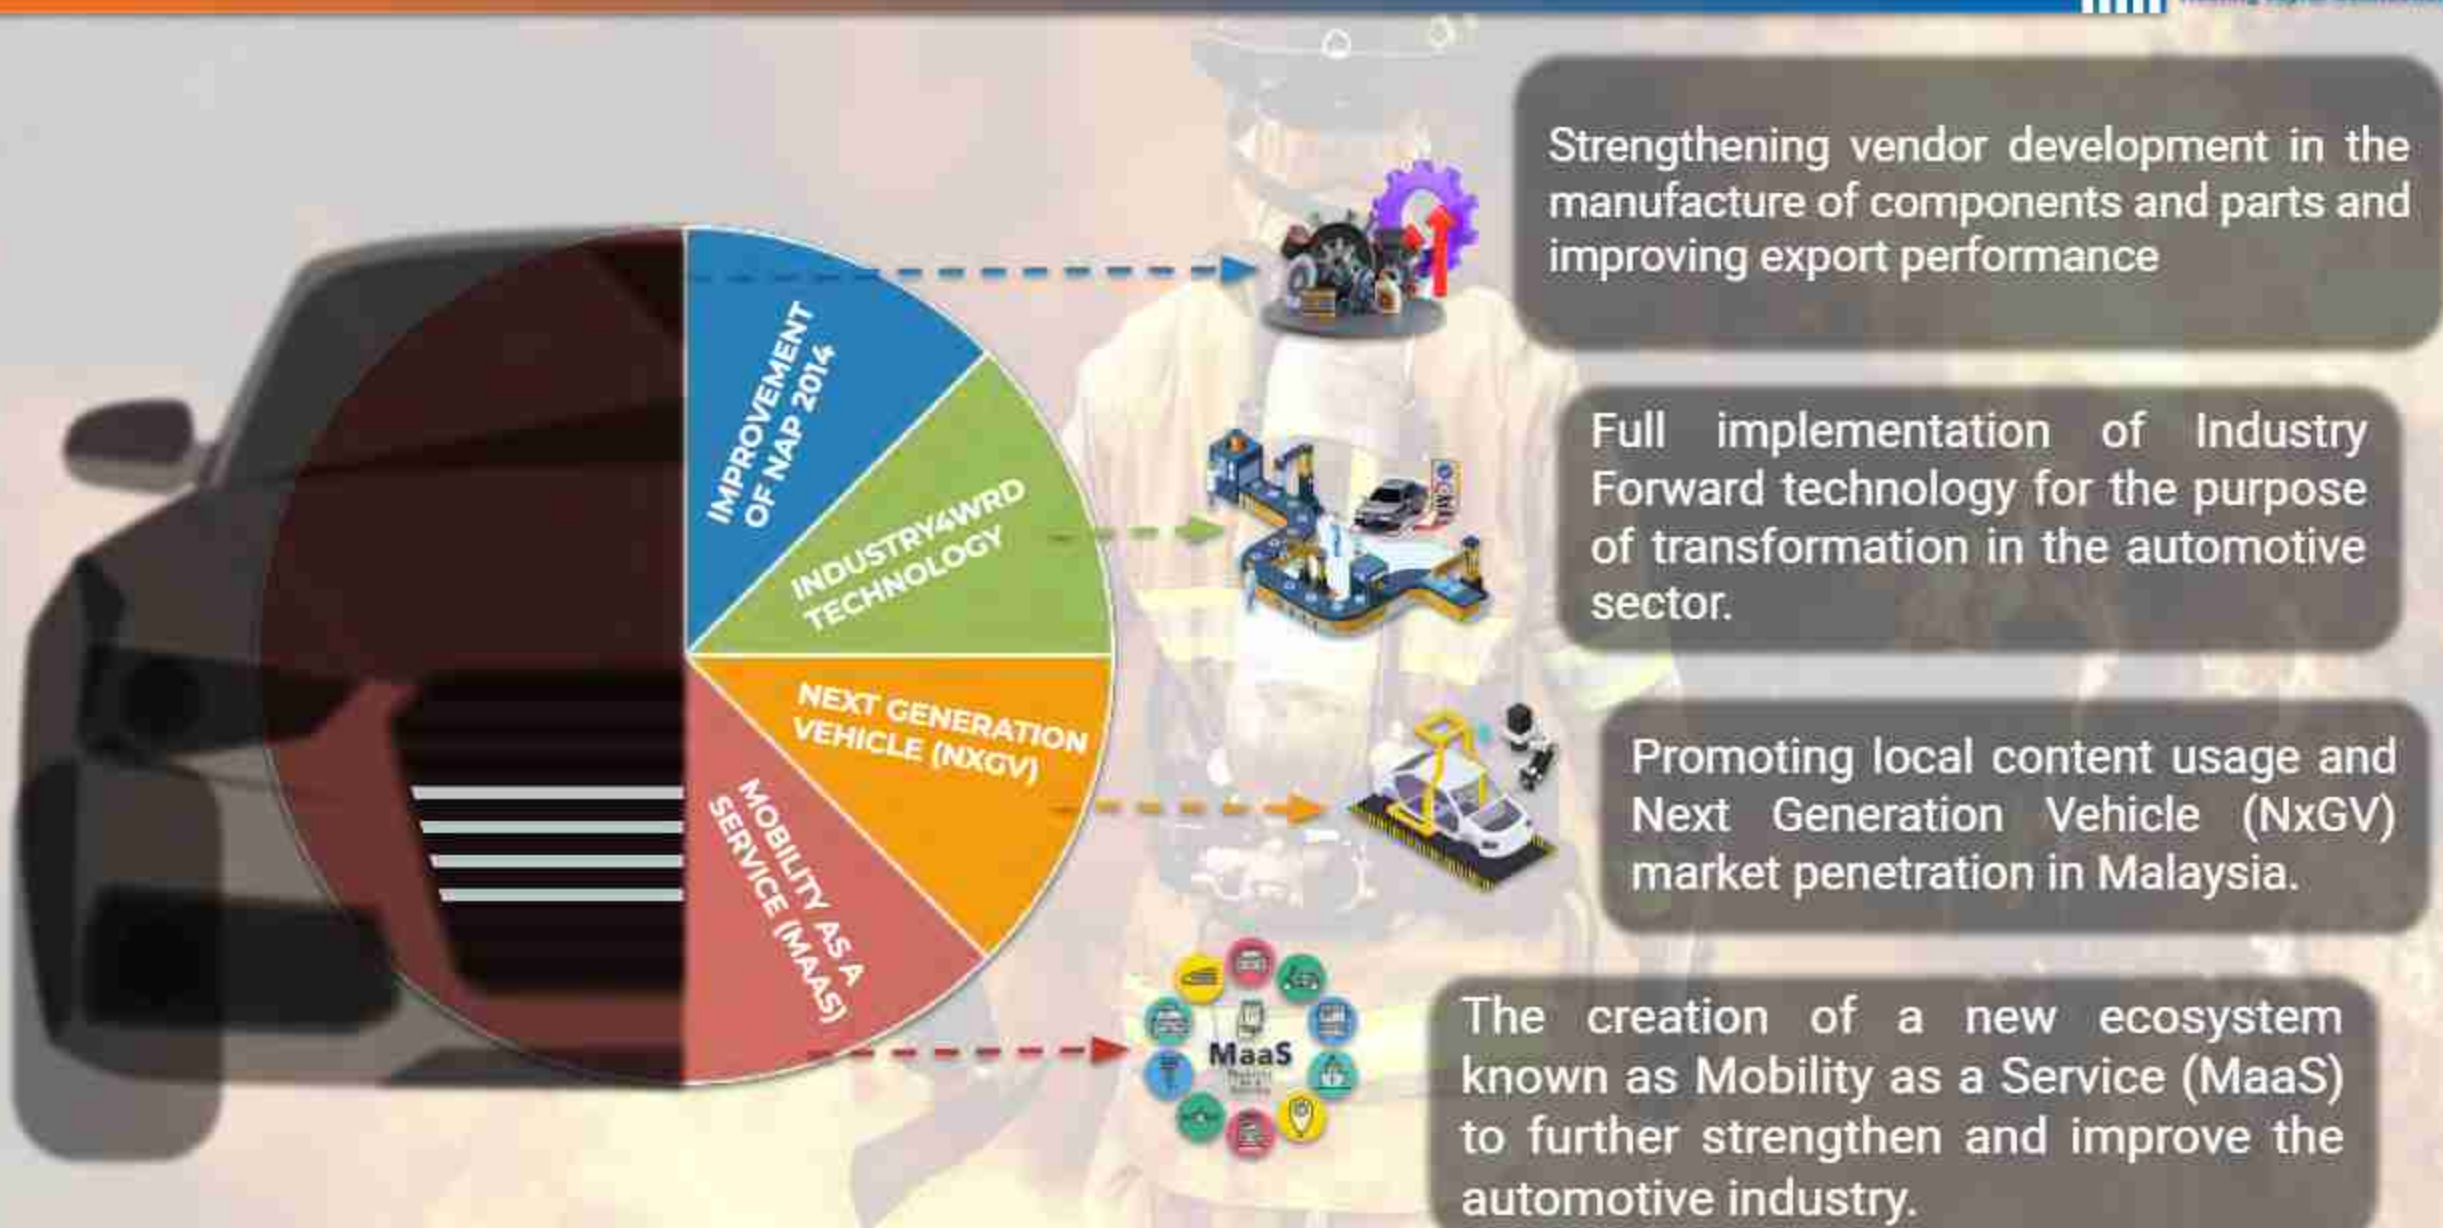 Strengthening vendor development in the
manufacture of components and parts and
improving export performance
IMPROVEMENT
OF NAP 2014
INDUSTRY4WRD
TECHNOLOGY
Full implementation of Industry
Forward technology for the purpose
of transformation in the automotive
sector.
NEXT GENERATION
VEHICLE (NXGV)
Promoting local content usage and
Next Generation Vehicle (NxGV)
market penetration in Malaysia.
MOBILITY AS A
SERVICE (MAAS)
MaaS
The creation of a new ecosystem
known as Mobility as a Service (MaaS)
to further strengthen and improve the
automotive industry.